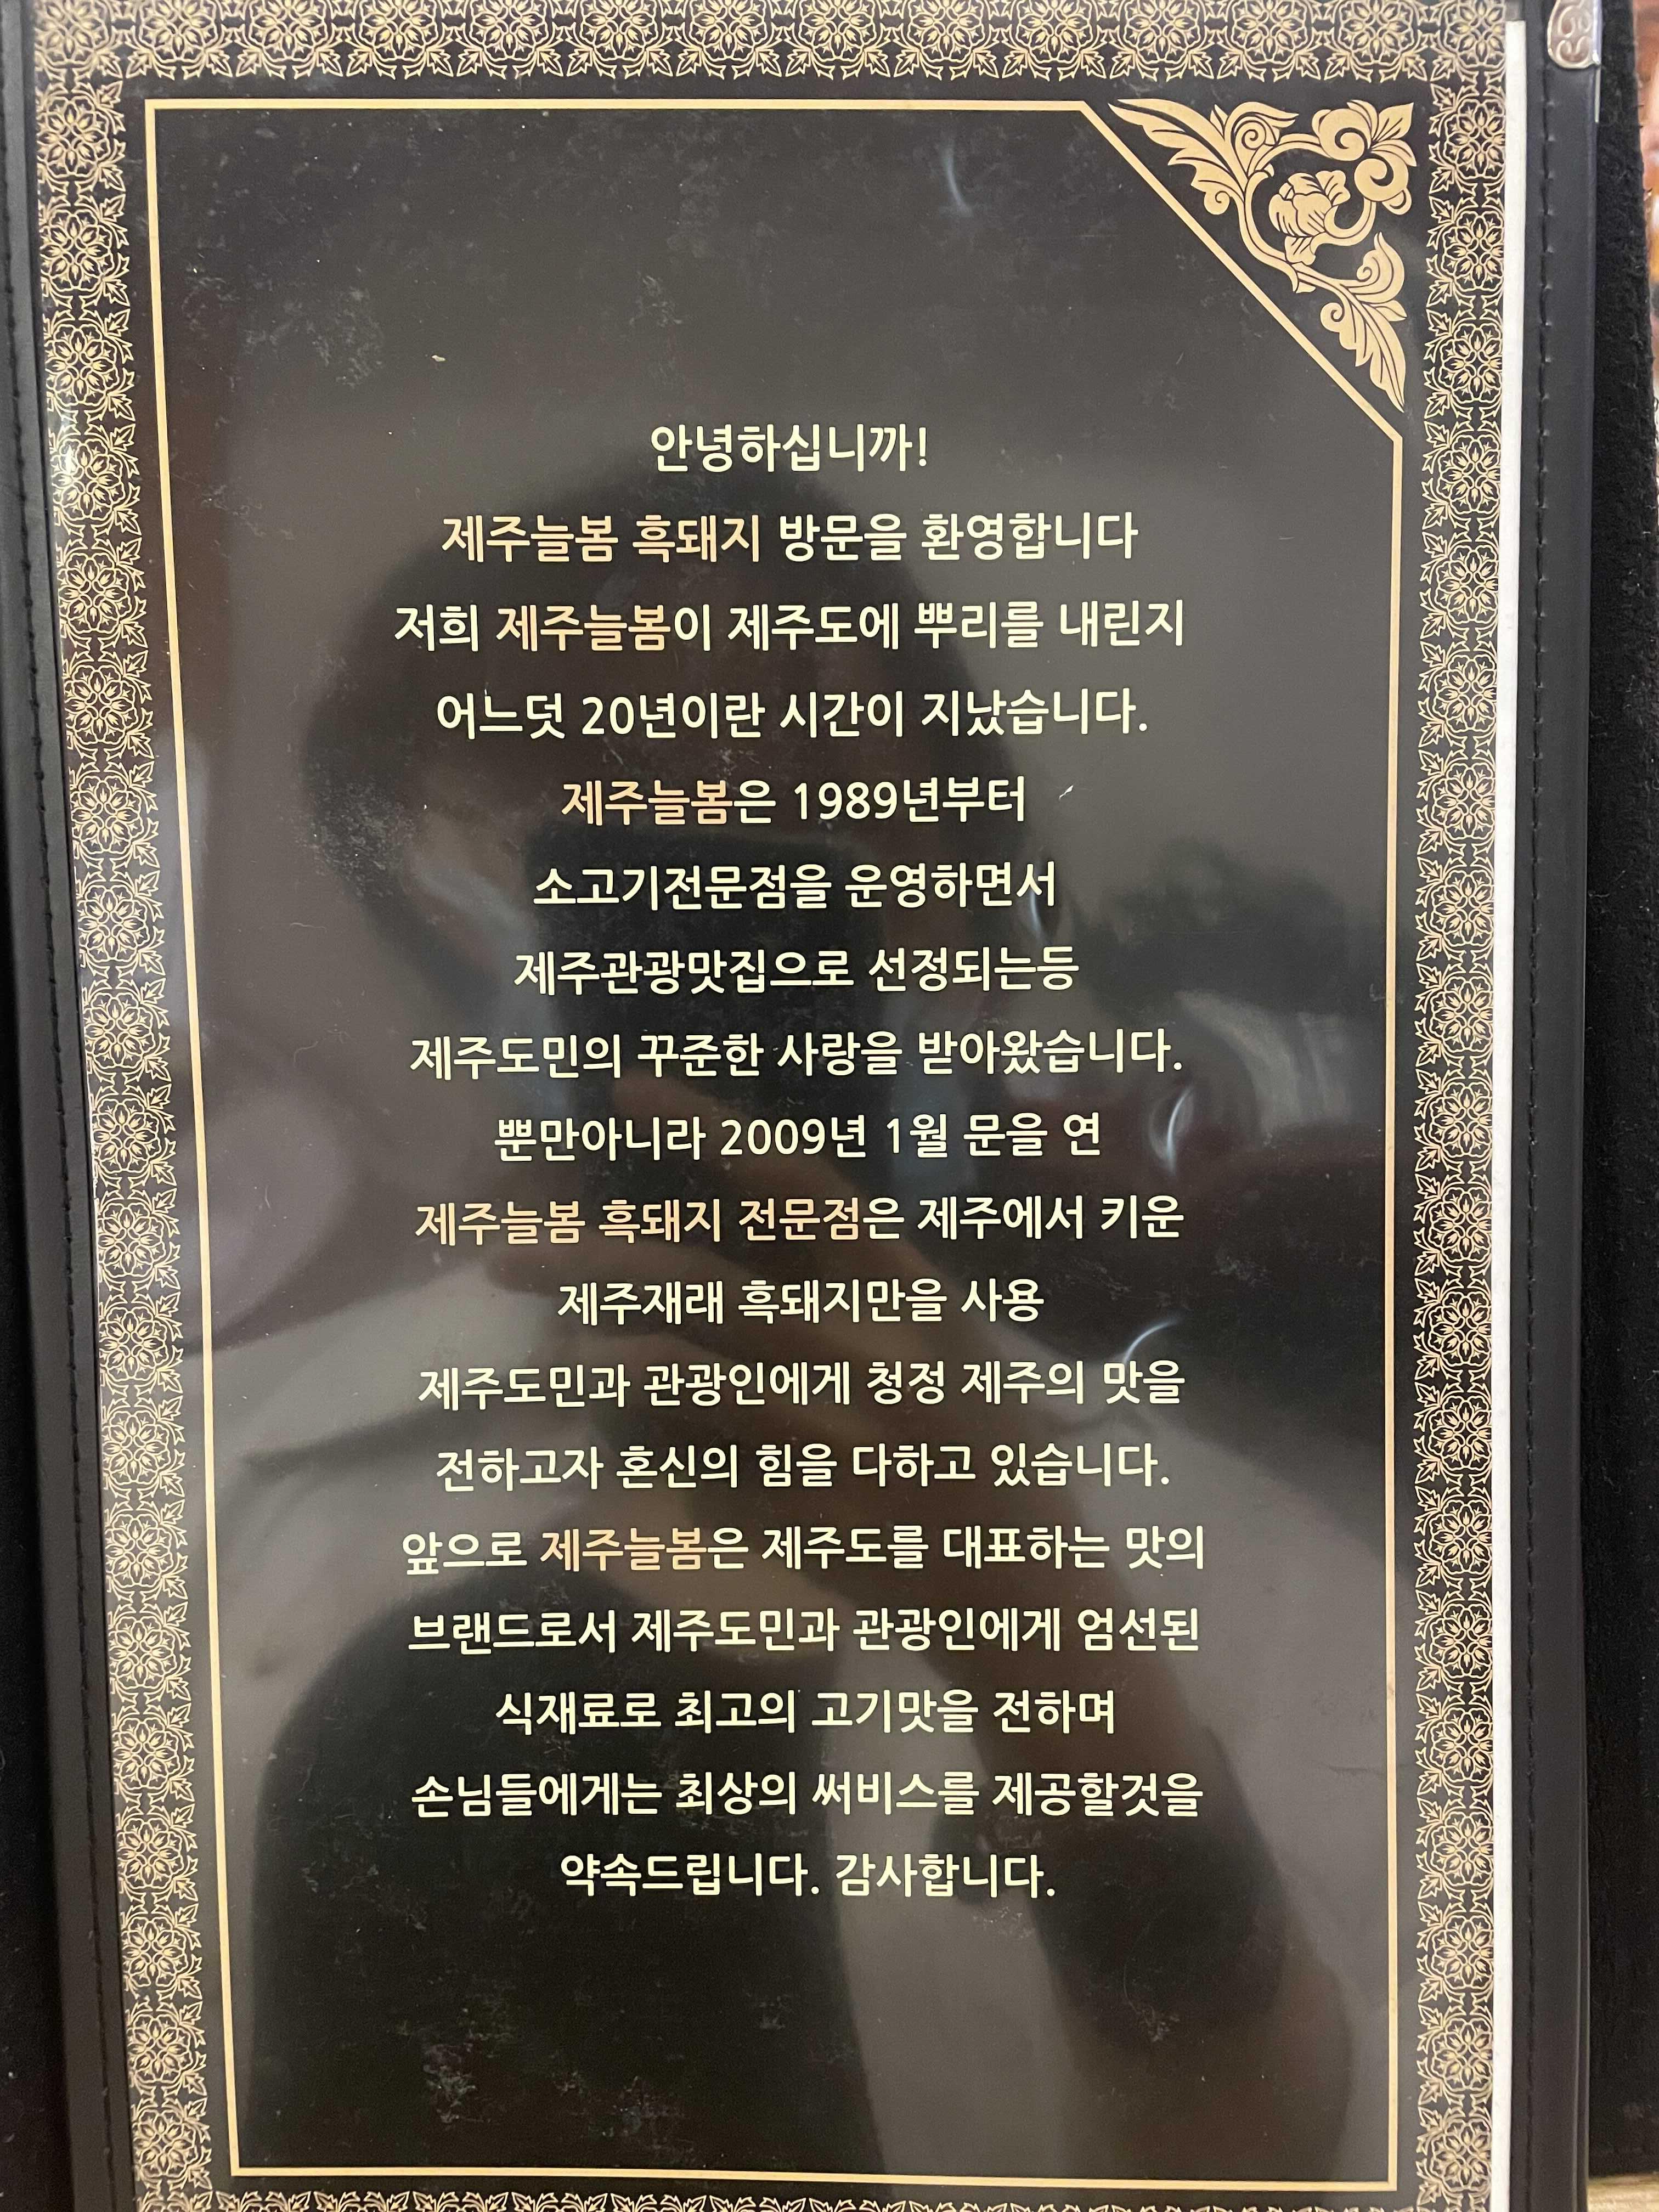 안녕하십니까!
제주늘봄 흑돼지 방문을 환영합니다
저희 제주늘봄이 제주도에 뿌리를 내린지
어느덧 20년이란 시간이 지났습니다.
제주늘봄은 1989년부터
소고기전문점을 운영하면서
제주관광맛집으로 선정되는등
제주도민의 꾸준한 사랑을 받아왔습니다.
뿐만아니라 2009년 1월 문을 연
제주늘봄 흑돼지 전문점은 제주에서 키운
제주재래 흑돼지만을 사용
제주도민과 관광인에게 청정 제주의 맛을
전하고자 혼신의 힘을 다하고 있습니다.
앞으로 제주늘봄은 제주도를 대표하는 맛의
브랜드로서 제주도민과 관광인에게 엄선된
식재료로 최고의 고기맛을 전하며
손님들에게는 최상의 써비스를 제공할것을
약속드립니다. 감사합니다.